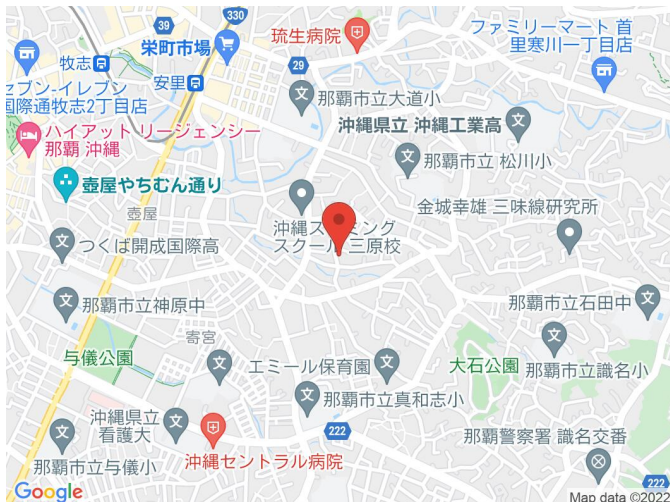 330
39
ファミリーマート 首
里寒川一丁目店
牧志
栄町市場
琉生病院
安里
29
セブン-イレブン
国際通牧志2丁目店
那覇市立大道小
沖縄県立 沖縄工業高
ハイアット リージェンシー
那覇 沖縄
那覇市立 松川小
壺屋やちむん通り
金城幸雄 三味線研究所
壺屋
沖縄スイミング
スクール 三原校
つくば開成国際高
那覇市立神原中
那覇市立石田中
寄宮
与儀公園
エミール保育園
大石公園
那覇市立識名小
那覇市立真和志小
沖縄県立
看護大
222
那覇警察署 識名交番
那覇市立与儀小
沖縄セントラル病院
222
Google
Map data ©2022